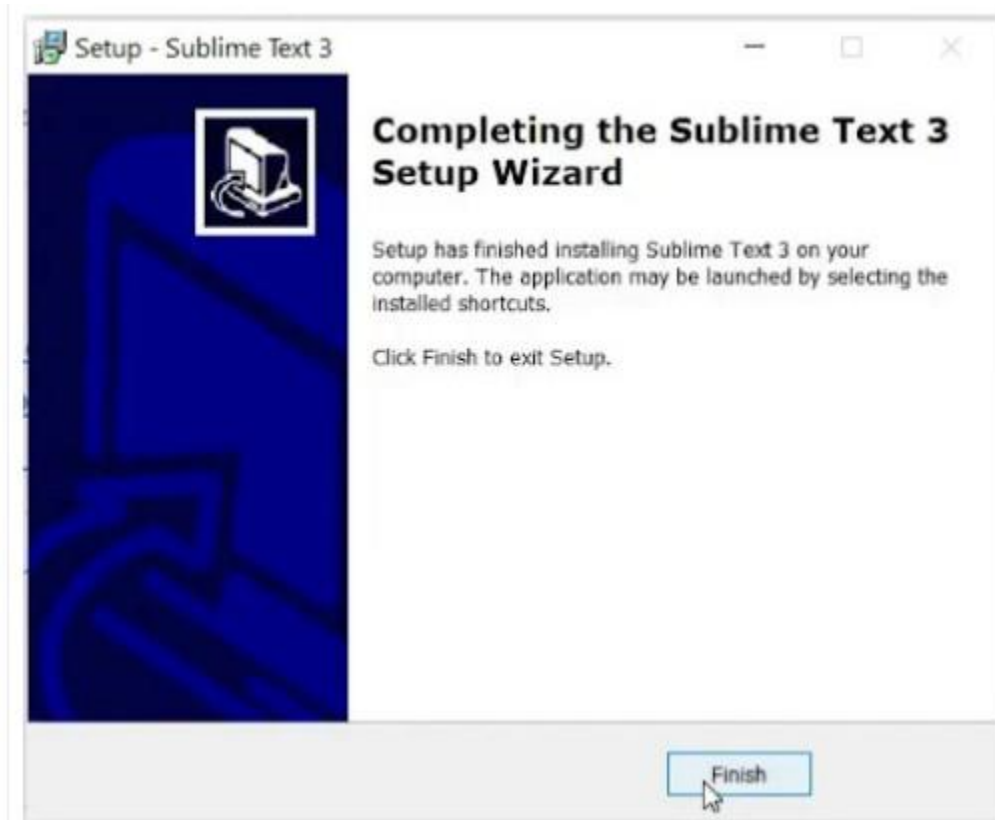 Setup - Sublime Text 3
Completing the Sublime Text 3
Setup Wizard
Setup has finished installing Sublime Text 3 on your
computer. The application may be launched by selecting the
installed shortcuts.
Click Finish to exit Setup.
Finish